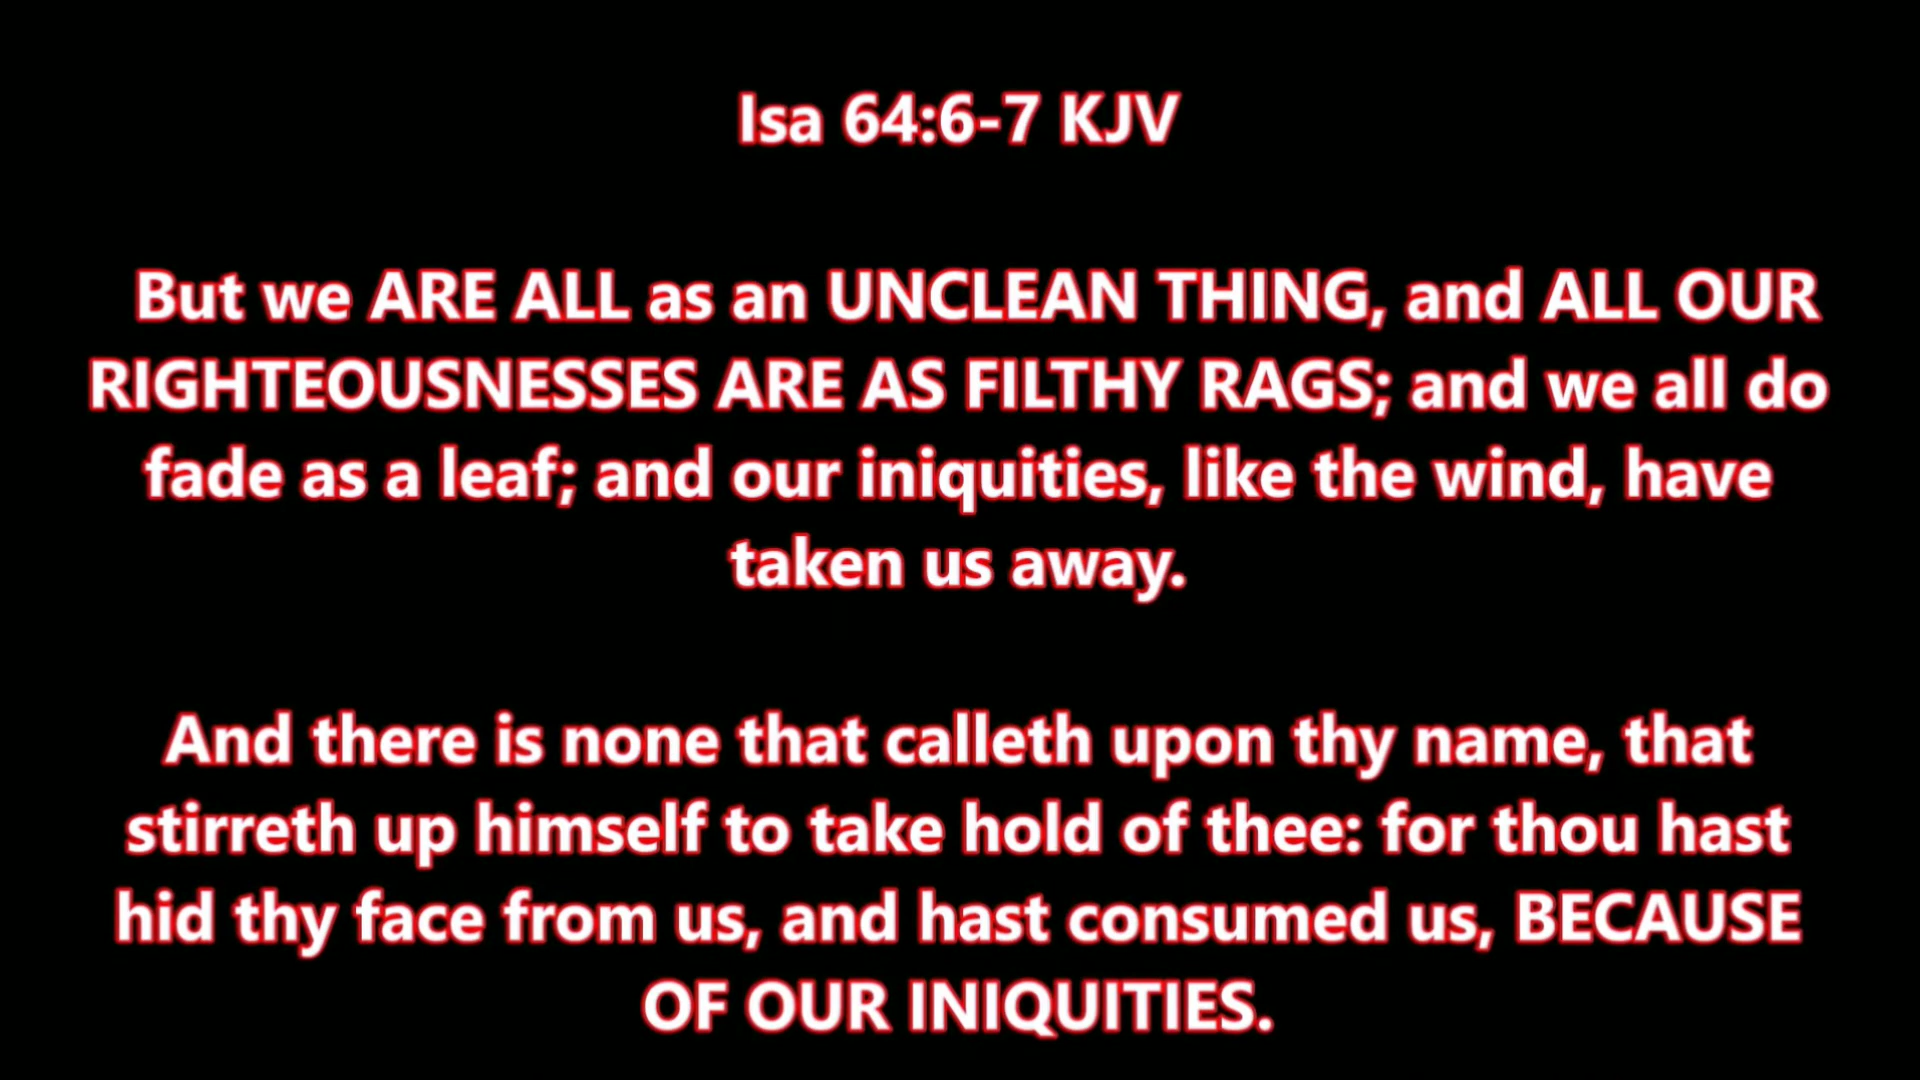 Isa 64:6-7 KJV
But we ARE ALL as an UNCLEAN THING, and ALL OUR
RIGHTEOUSNESSES ARE AS FILTHY RAGS; and we all do
fade as a leaf; and our iniquities, like the wind, have
taken us away.
And there is none that calleth upon thy name, that
stirreth up himself to take hold of thee: for thou hast
hid thy face from us, and hast consumed us, BECAUSE
OF OUR INIQUITIES.